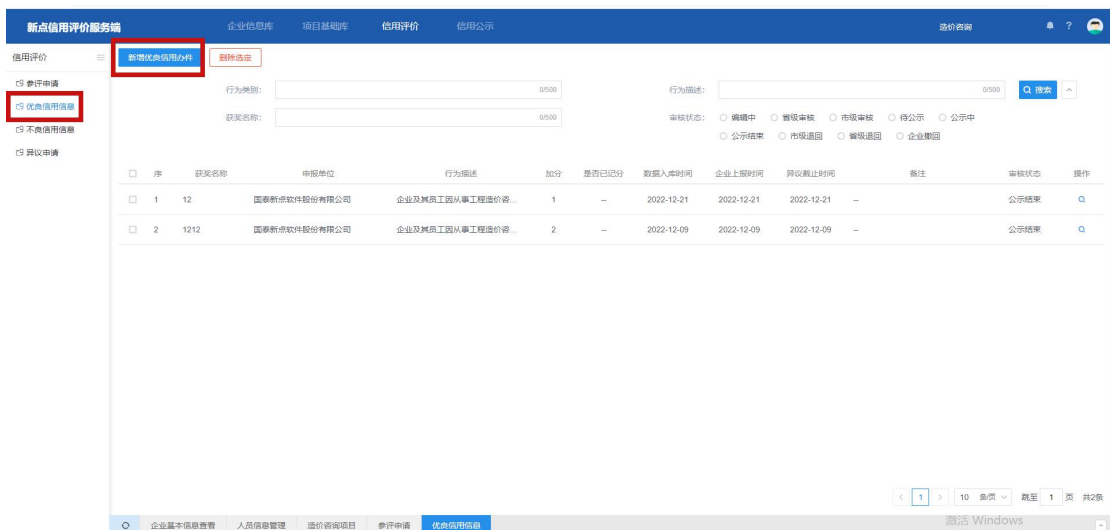 新点信用评价服务端 企业信息库 项目基础库 信用评价 信用公示 造价咨询 ?
信用评价 新增优良信用办件 删除选定
参评申请
优良信用信息
不良信用信息
异议申请
行为类别: 0/500 行为描述: 0/500 搜索
获奖名称: 0/500 审核状态: 编辑中 省级审核 市级审核 待公示 公示中
公示结束 市级退回 省级退回 企业撤回
序 获奖名称 申报单位 行为描述 加分 是否已记分 数据入库时间 企业上报时间 异议截止时间 备注 审核状态 操作
1 12 国泰新点软件股份有限公司 企业及其员工因从事工程造价咨... 1 -- 2022-12-21 2022-12-21 2022-12-21 -- 公示结束
2 1212 国泰新点软件股份有限公司 企业及其员工因从事工程造价咨... 2 -- 2022-12-09 2022-12-09 2022-12-09 -- 公示结束
< 1 > 10 条/页 跳至 1 页 共2条
企业基本信息查看 人员信息管理 造价咨询项目 参评申请 优良信用信息 激活 Windows